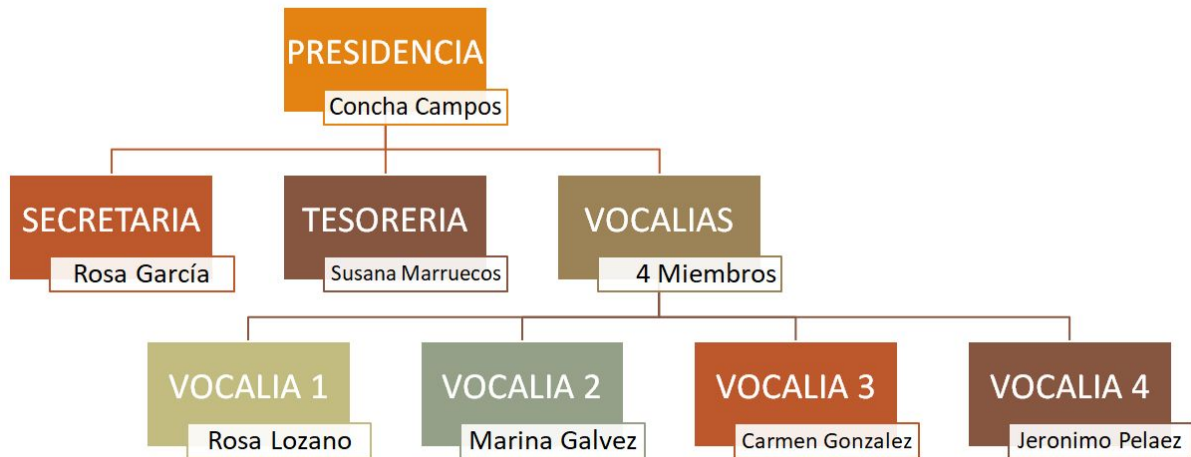 PRESIDENCIA
Concha Campos
SECRETARIA
Rosa García
TESORERIA
Susana Marruecos
VOCALIAS
4 Miembros
VOCALIA 1
Rosa Lozano
VOCALIA 2
Marina Galvez
VOCALIA 3
Carmen Gonzalez
VOCALIA 4
Jeronimo Pelaez